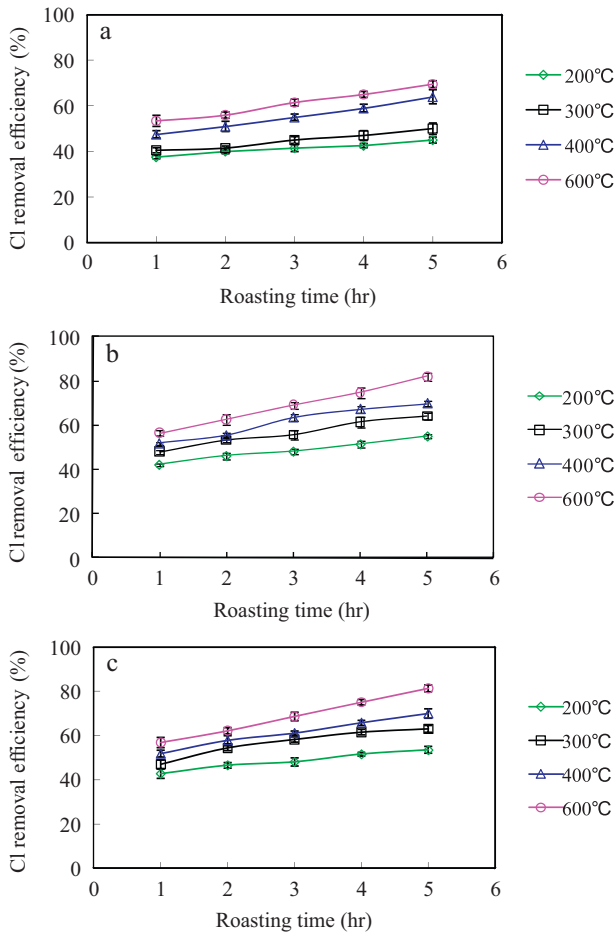 a
Cl removal efficiency (%)
100
80
60
40
20
0
0 1 2 3 4 5 6
Roasting time (hr)
200℃
300℃
400℃
600℃
b
Cl removal efficiency (%)
100
80
60
40
20
0
0 1 2 3 4 5 6
Roasting time (hr)
200℃
300℃
400℃
600℃
c
Cl removal efficiency (%)
100
80
60
40
20
0
0 1 2 3 4 5 6
Roasting time (hr)
200℃
300℃
400℃
600℃